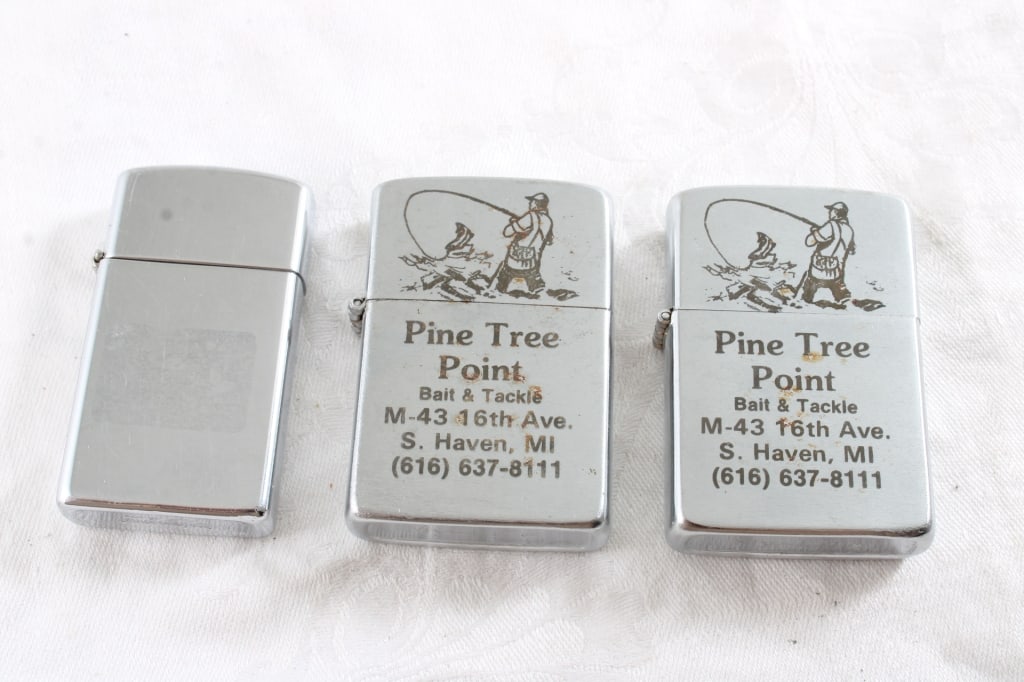 Pine Tree
Point
Bait & Tackle
M-43 16th Ave.
S. Haven, MI
(616) 637-8111
Pine Tree
Point
Bait & Tackle
M-43 16th Ave.
S. Haven, MI
(616) 637-8111